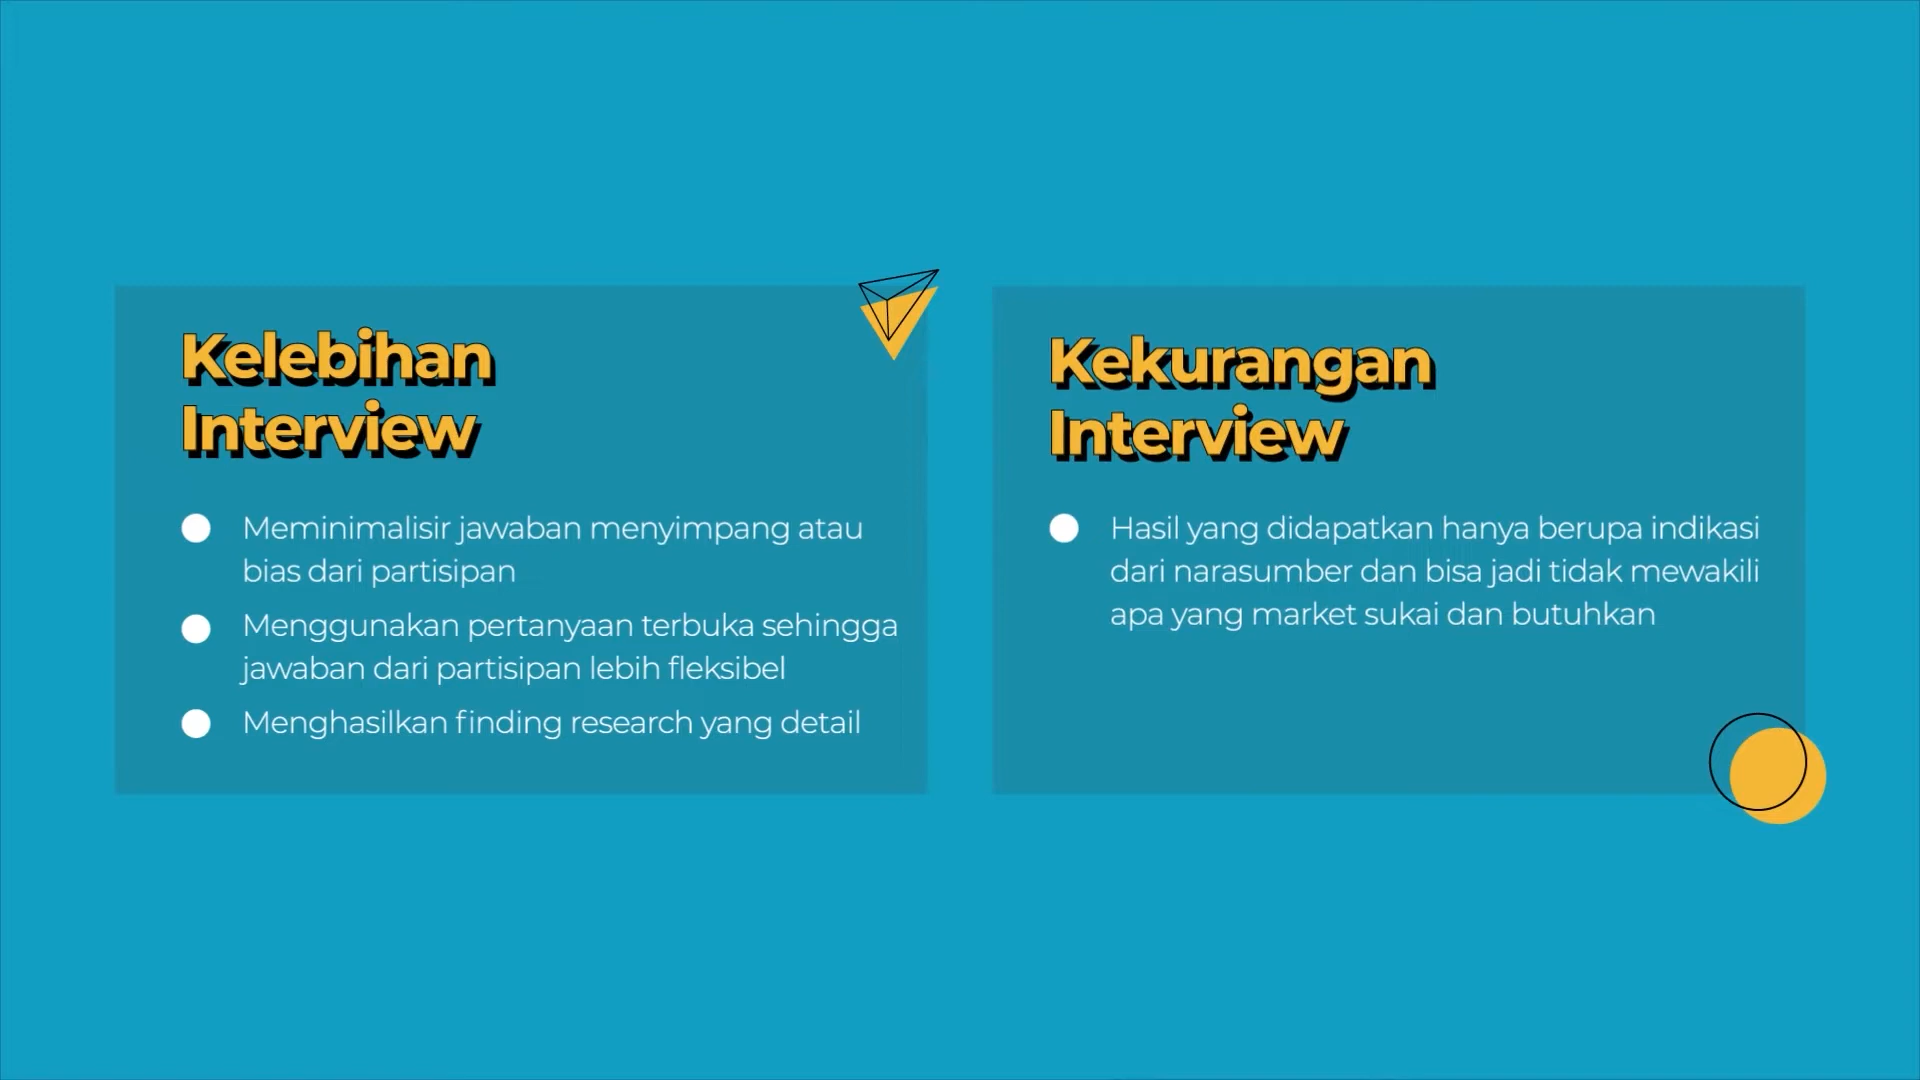 Kelebihan
Interview
Meminimalisir jawaban menyimpang atau
bias dari partisipan
Menggunakan pertanyaan terbuka sehingga
jawaban dari partisipan lebih fleksibel
Menghasilkan finding research yang detail
Kekurangan
Interview
Hasil yang didapatkan hanya berupa indikasi
dari narasumber dan bisa jadi tidak mewakili
apa yang market sukai dan butuhkan